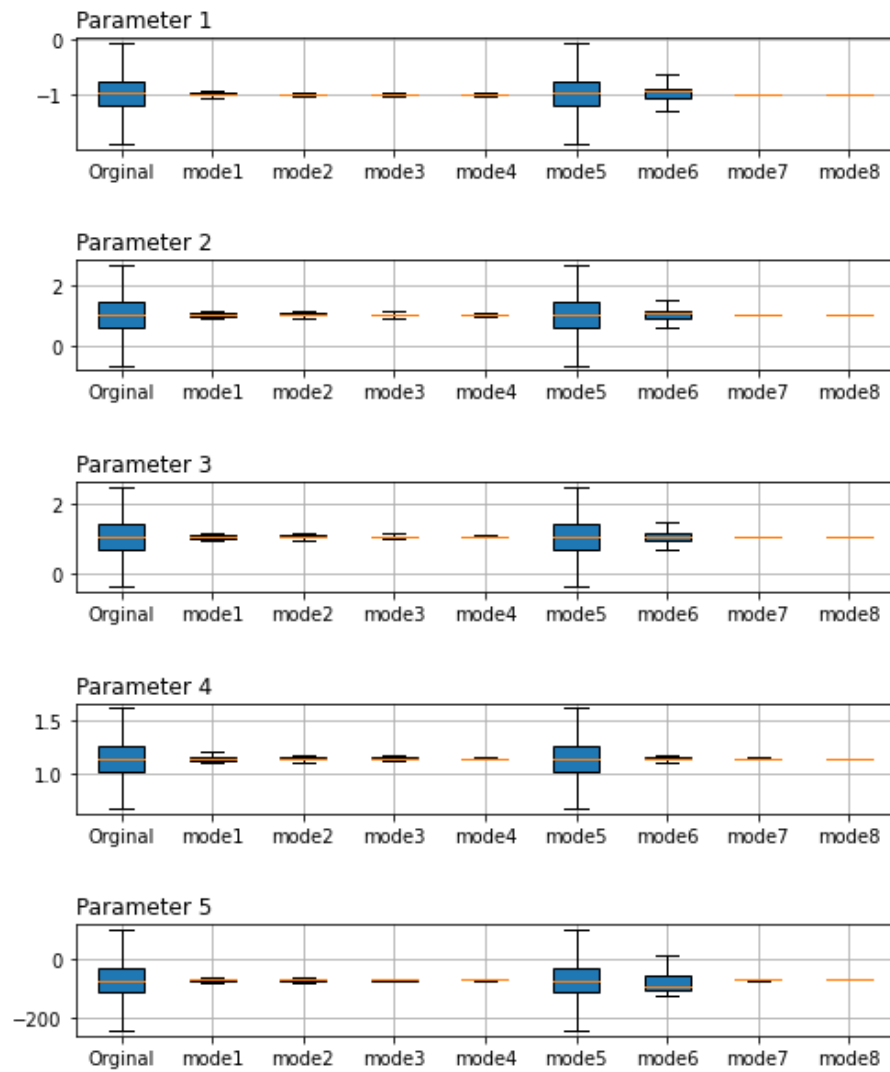 Parameter 1
0
−1
Orginal mode1 mode2 mode3 mode4 mode5 mode6 mode7 mode8
Parameter 2
2
0
Orginal mode1 mode2 mode3 mode4 mode5 mode6 mode7 mode8
Parameter 3
2
0
Orginal mode1 mode2 mode3 mode4 mode5 mode6 mode7 mode8
Parameter 4
1.5
1.0
Orginal mode1 mode2 mode3 mode4 mode5 mode6 mode7 mode8
Parameter 5
0
−200
Orginal mode1 mode2 mode3 mode4 mode5 mode6 mode7 mode8